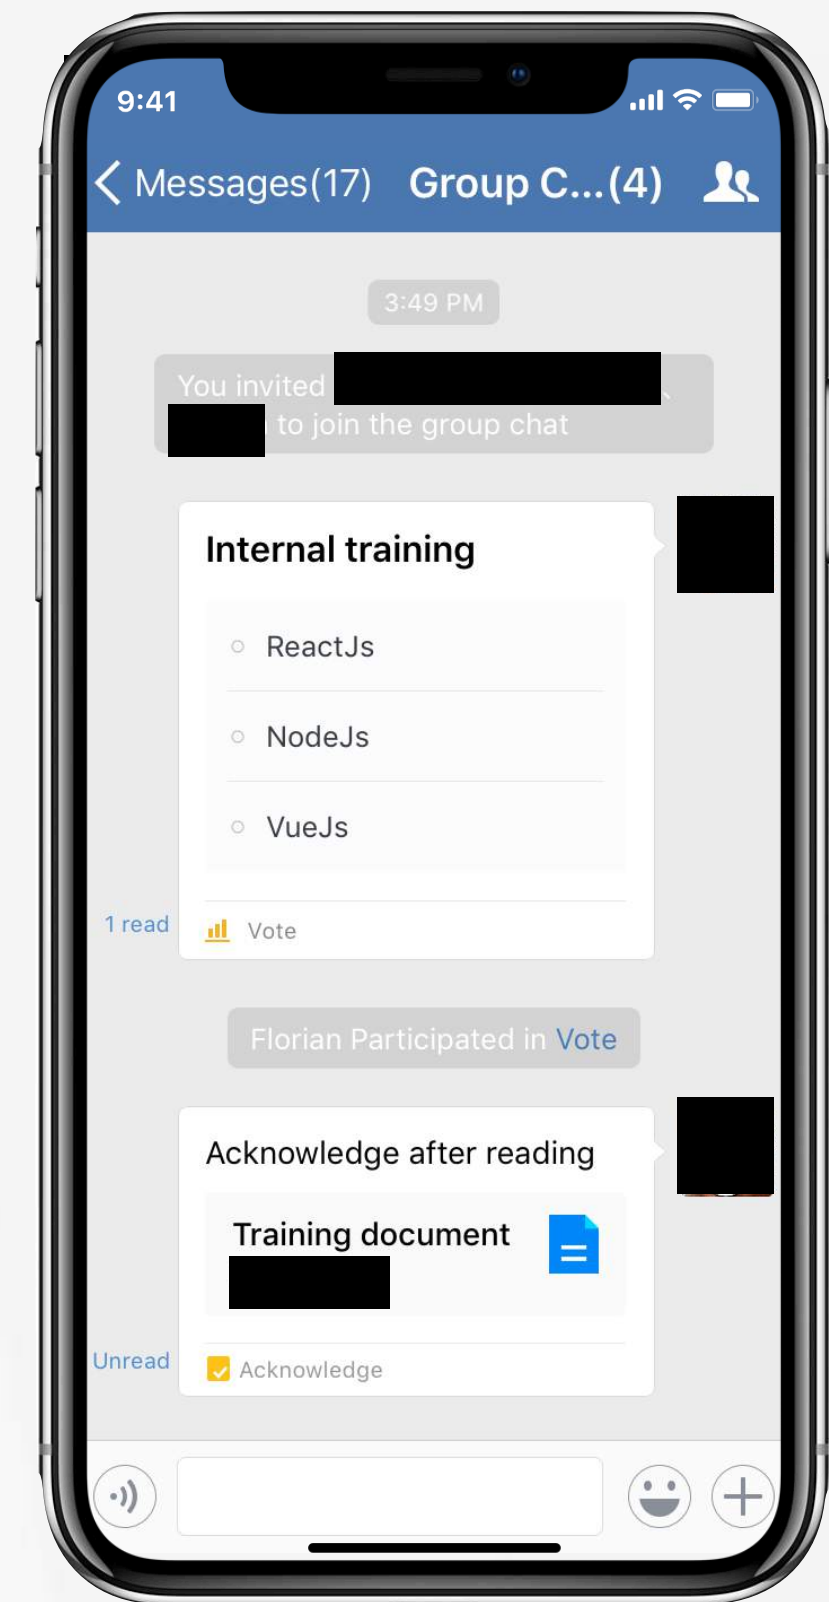 9:41
Messages(17) Group C...(4)
3:49 PM
You invited
to join the group chat
Internal training
ReactJs
NodeJs
VueJs
1 read
Vote
Florian Participated in Vote
Acknowledge after reading
Training document
Unread
Acknowledge